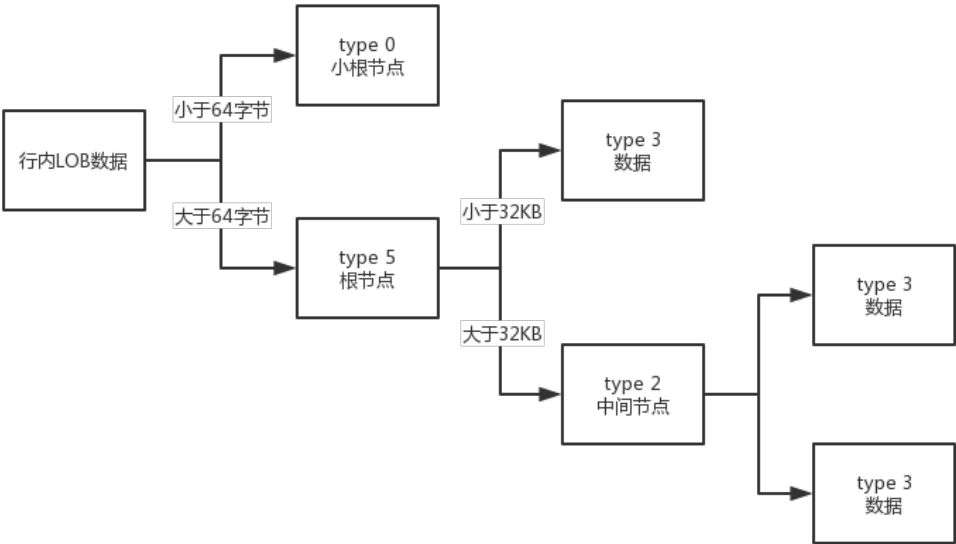 type 0
小根节点
小于64字节
行内LOB数据
大于64字节
type 5
根节点
小于32KB
type 3
数据
大于32KB
type 2
中间节点
type 3
数据
type 3
数据